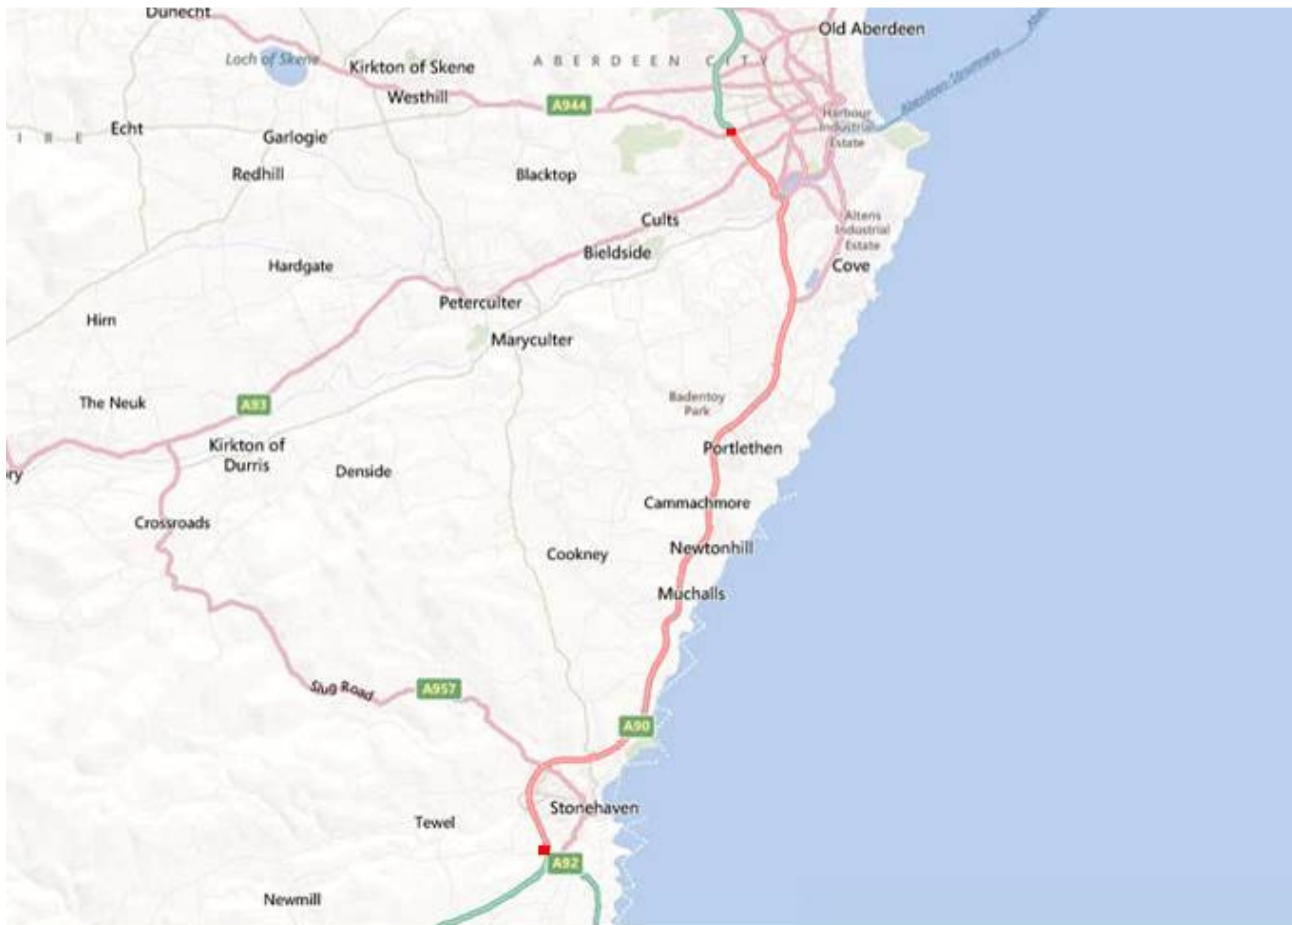 Dunecht
Old Aberdeen
Loch of Skene
Kirkton of Skene
ABERDEEN CITY
Westhill
A944
Aberdeen-Stromness
Harbour
Industrial
Estate
I R E
Echt
Garlogie
Redhill
Blacktop
Cults
Altens
Industrial
Estate
Bieldside
Hardgate
Cove
Peterculter
Hirn
Maryculter
The Neuk
A93
Badentoy
Park
Kirkton of
Durris
Portlethen
ry
Denside
Cammachmore
Crossroads
Cookney
Newtonhill
Muchalls
Slug Road
A957
A90
Stonehaven
Tewel
A92
Newmill